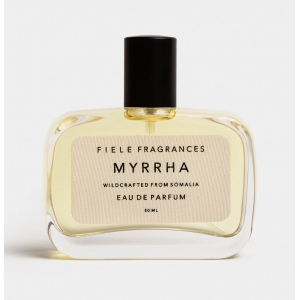 FIELE FRAGRANCES
MYRRHA
WILDCRAFTED FROM SOMALIA
EAU DE PARFUM
50 ML